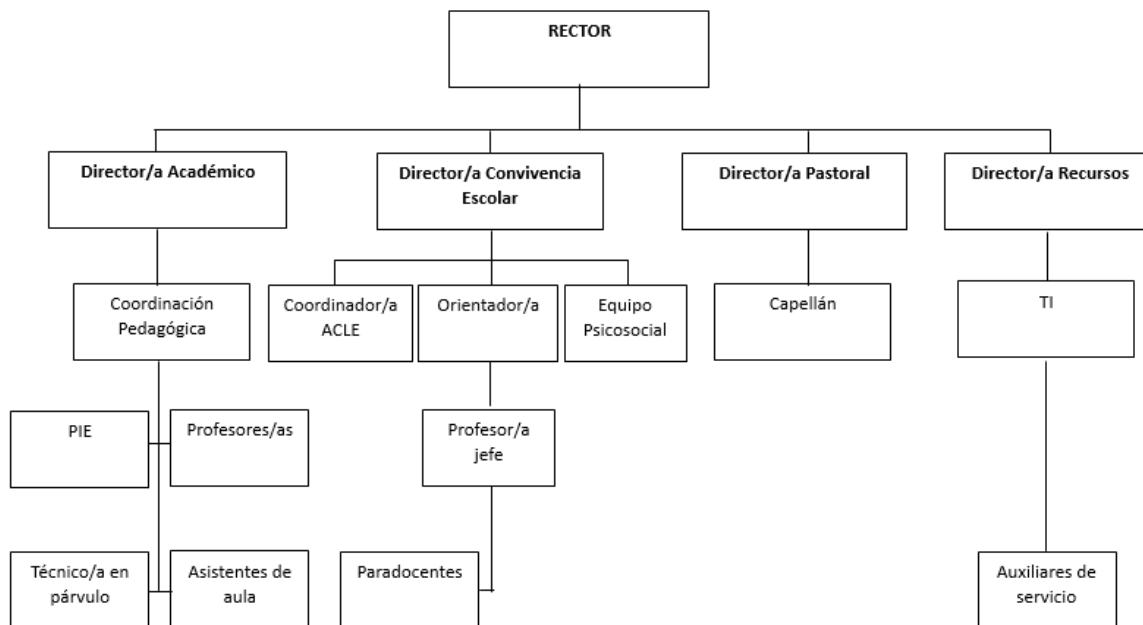 RECTOR
Director/a Académico
Director/a Convivencia
Escolar
Director/a Pastoral
Director/a Recursos
Coordinación
Pedagógica
Coordinador/a
ACLE
Orientador/a
Equipo
Psicosocial
Capellán
TI
PIE
Profesores/as
Profesor/a
jefe
Técnico/a en
párvulo
Asistentes de
aula
Paradocentes
Auxiliares de
servicio